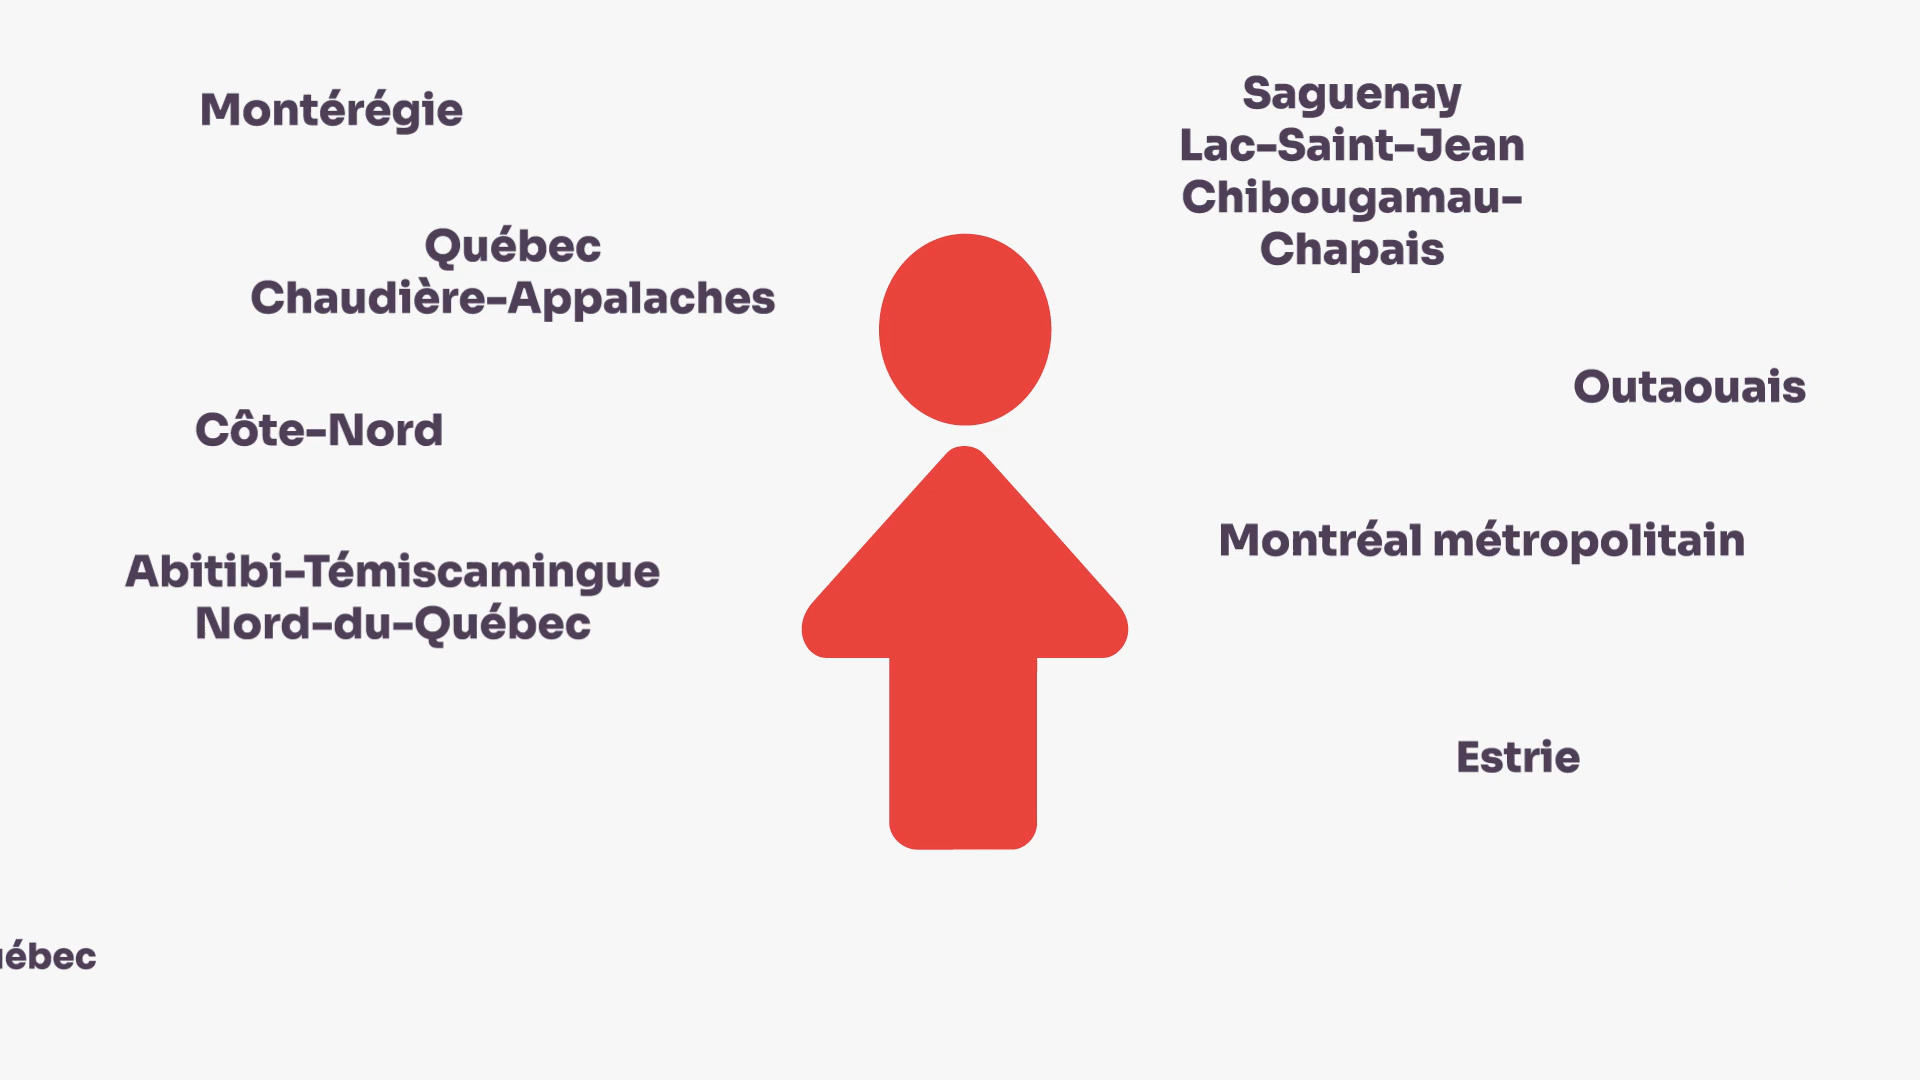 Montérégie
Québec
Chaudière-Appalaches
Côte-Nord
Abitibi-Témiscamingue
Nord-du-Québec
Saguenay
Lac-Saint-Jean
Chibougamau-
Chapais
Outaouais
Montréal métropolitain
Estrie